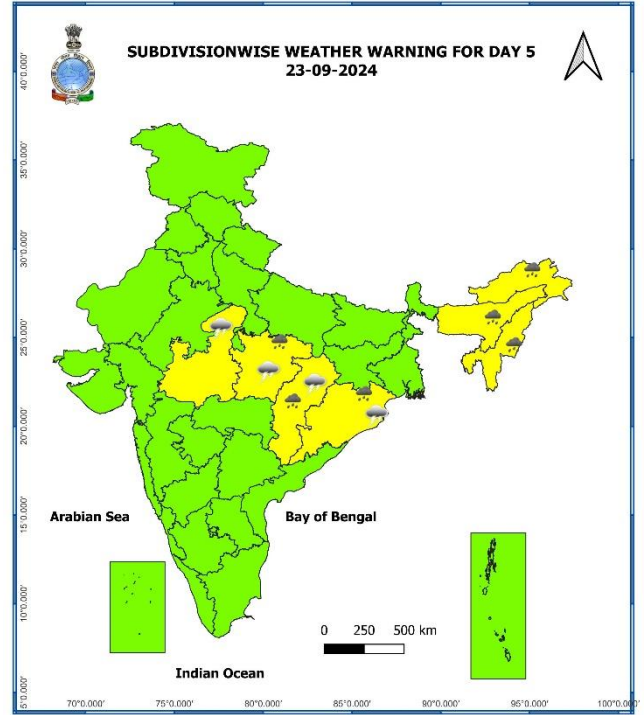 SUBDIVISIONWISE WEATHER WARNING FOR DAY 5
23-09-2024
40°0.000'
35°0.000'
30°0.000'
25°0.000'
20°0.000'
15°0.000'
10°0.000'
5°0.000'
Arabian Sea
Bay of Bengal
0 250 500 km
Indian Ocean
70°0.000' 75°0.000' 80°0.000' 85°0.000' 90°0.000' 95°0.000' 100°0.000'